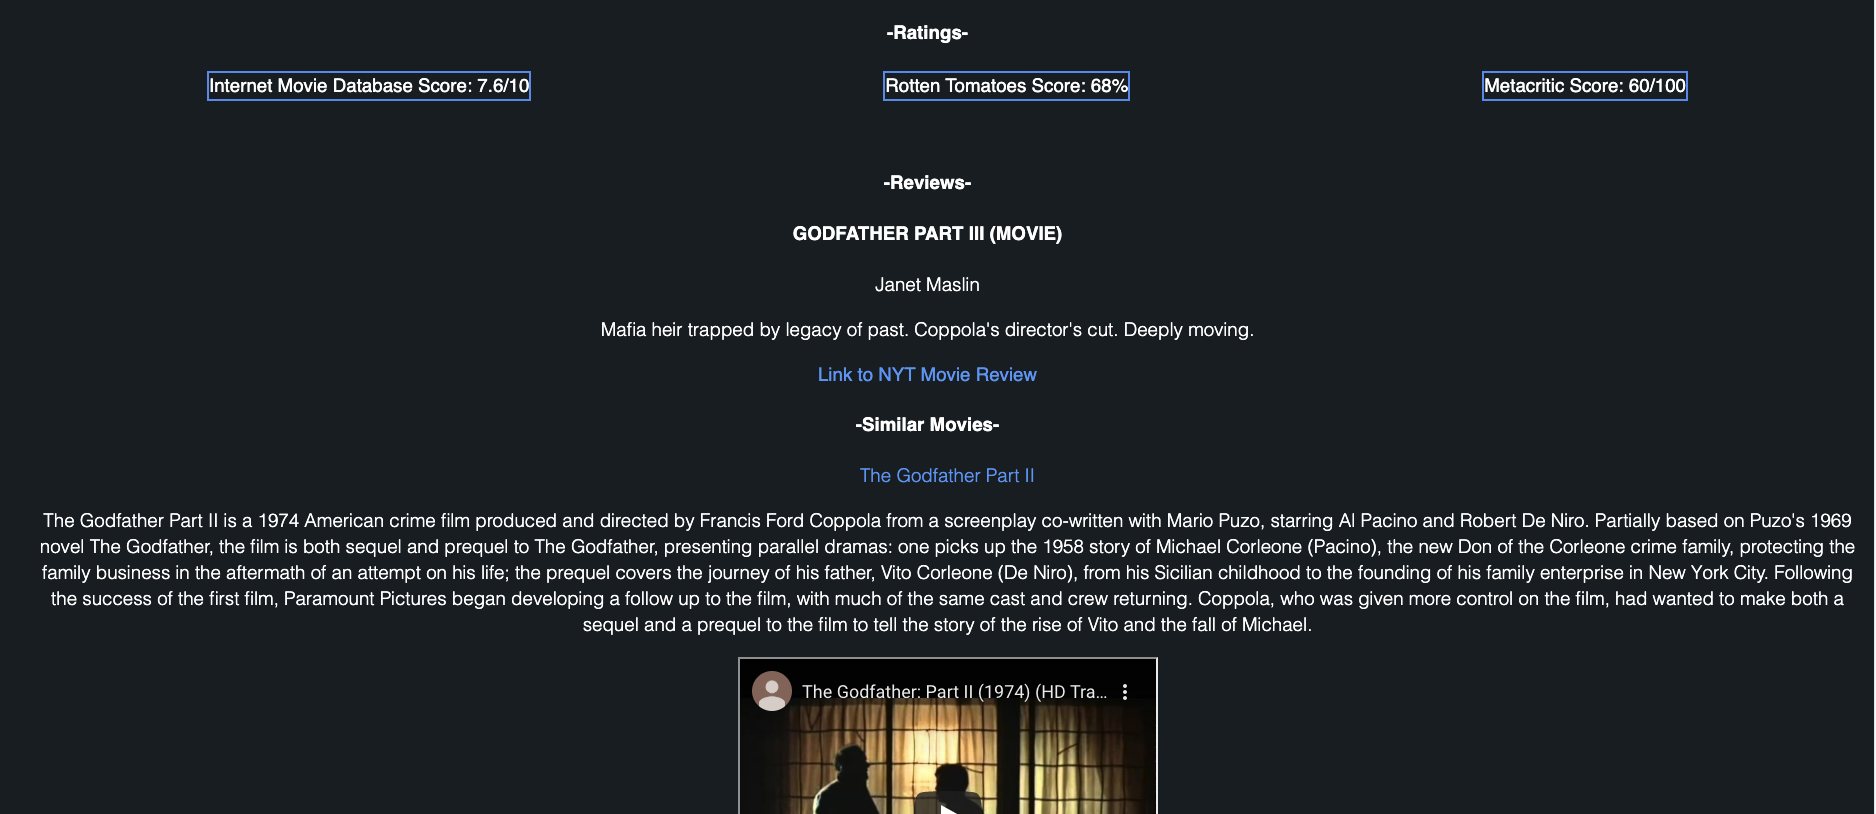 -Ratings-
Internet Movie Database Score: 7.6/10
Rotten Tomatoes Score: 68%
Metacritic Score: 60/100
-Reviews-
GODFATHER PART III (MOVIE)
Janet Maslin
Mafia heir trapped by legacy of past. Coppola's director's cut. Deeply moving.
Link to NYT Movie Review
-Similar Movies-
The Godfather Part II
The Godfather Part II is a 1974 American crime film produced and directed by Francis Ford Coppola from a screenplay co-written with Mario Puzo, starring Al Pacino and Robert De Niro. Partially based on Puzo's 1969
novel The Godfather, the film is both sequel and prequel to The Godfather, presenting parallel dramas: one picks up the 1958 story of Michael Corleone (Pacino), the new Don of the Corleone crime family, protecting the
family business in the aftermath of an attempt on his life; the prequel covers the journey of his father, Vito Corleone (De Niro), from his Sicilian childhood to the founding of his family enterprise in New York City. Following
the success of the first film, Paramount Pictures began developing a follow up to the film, with much of the same cast and crew returning. Coppola, who was given more control on the film, had wanted to make both a
sequel and a prequel to the film to tell the story of the rise of Vito and the fall of Michael.
The Godfather: Part II (1974) (HD Tra...